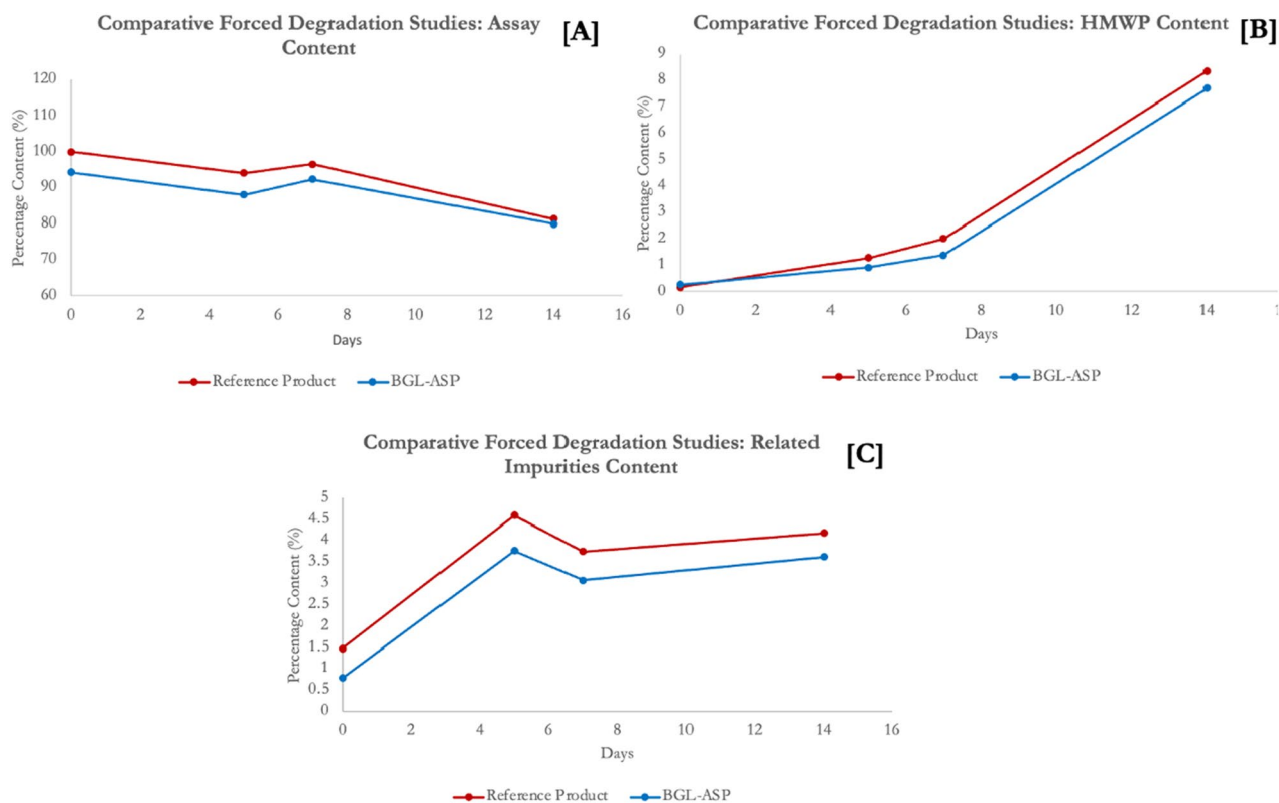 Comparative Forced Degradation Studies: Assay
Content
[A]
Percentage Content (%)
120
110
100
90
80
70
60
0 2 4 6 8 10 12 14 16
Days
Reference Product BGL-ASP
Comparative Forced Degradation Studies: HMWP Content
[B]
Percentage Content (%)
9
8
7
6
5
4
3
2
1
0
0 2 4 6 8 10 12 14
Days
Reference Product BGL-ASP
Comparative Forced Degradation Studies: Related
Impurities Content
[C]
Percentage Content (%)
5
4.5
4
3.5
3
2.5
2
1.5
1
0.5
0
0 2 4 6 8 10 12 14 16
Days
Reference Product BGL-ASP